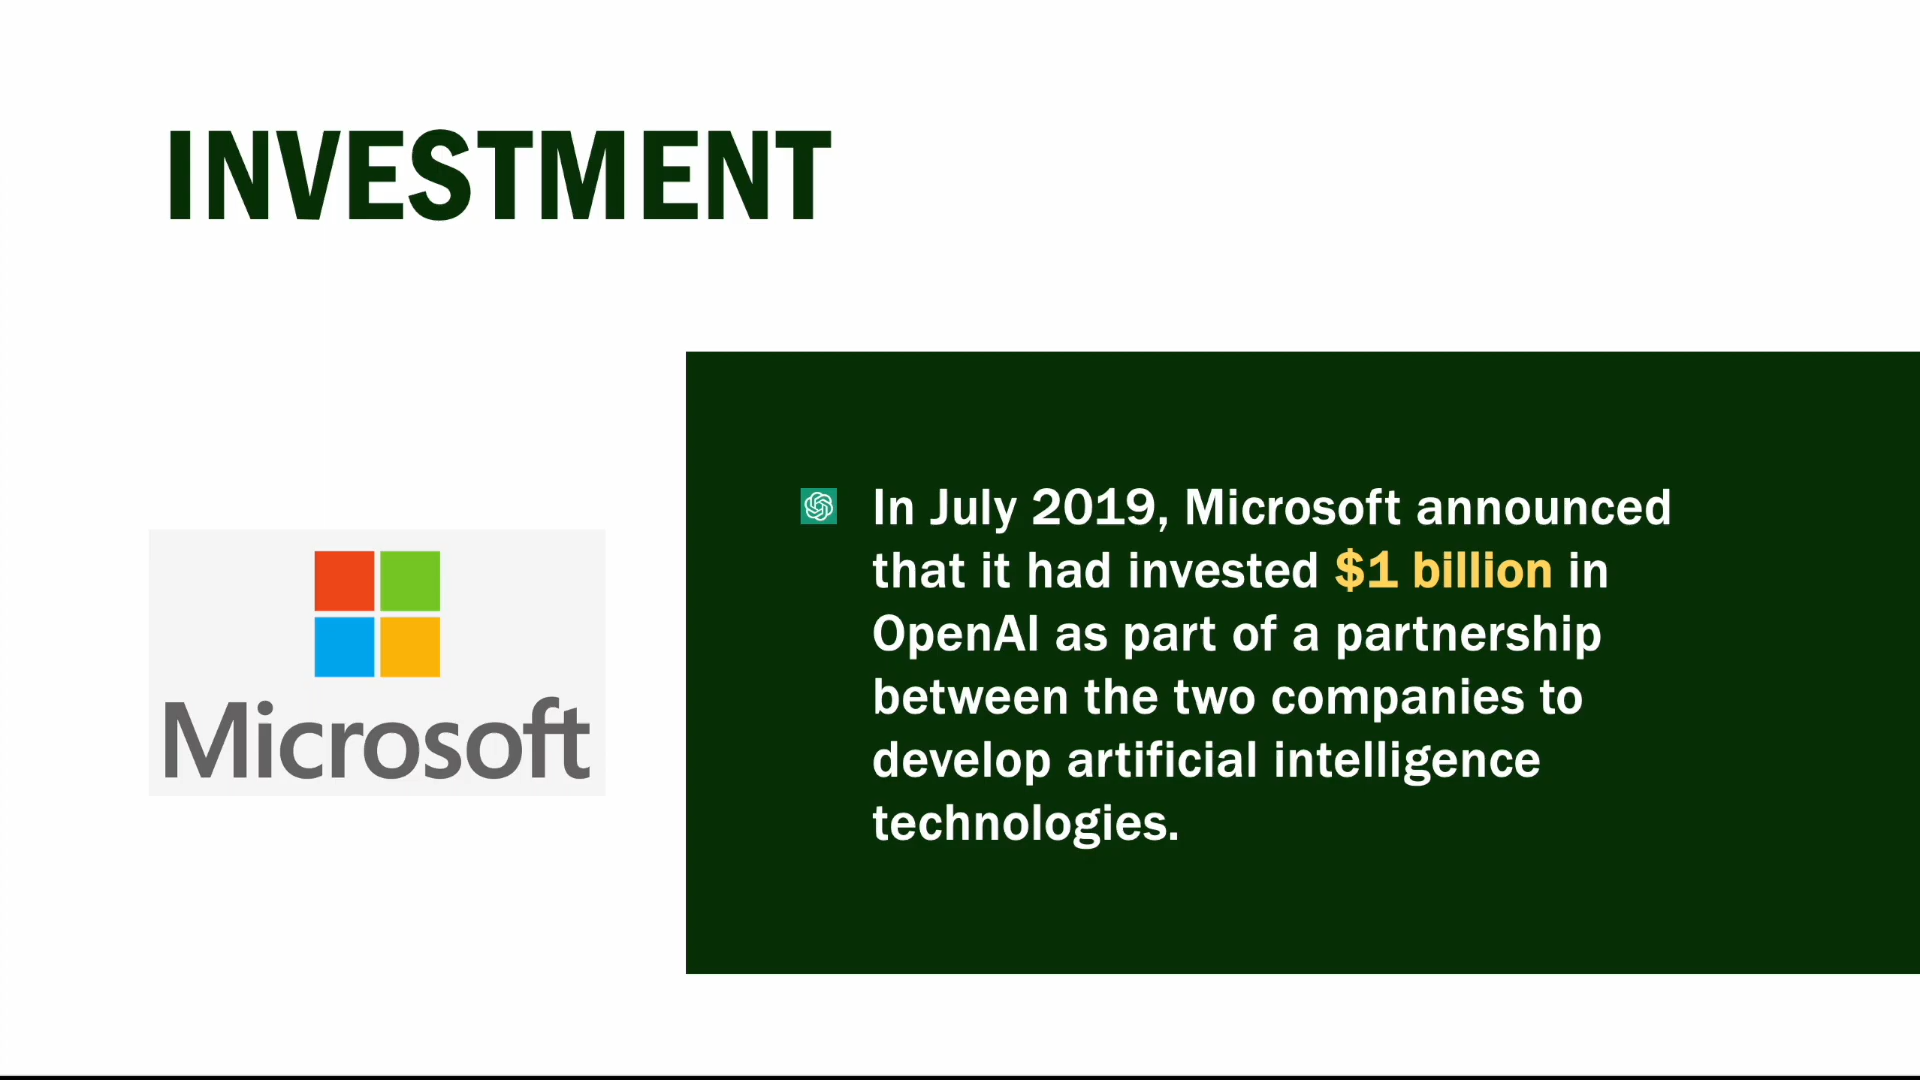 INVESTMENT
Microsoft
In July 2019, Microsoft announced
that it had invested $1 billion in
OpenAI as part of a partnership
between the two companies to
develop artificial intelligence
technologies.